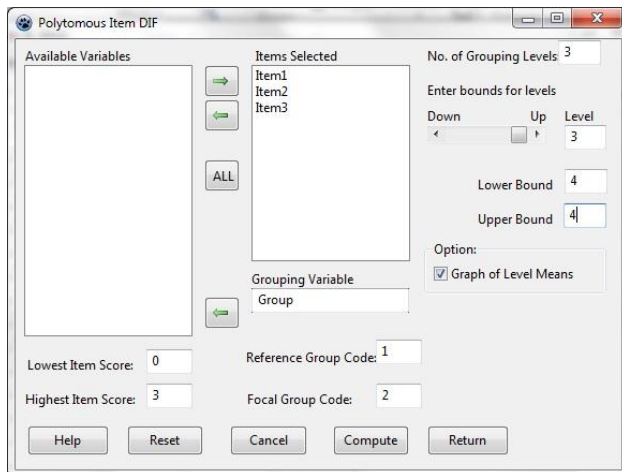 Polytomous Item DIF
Available Variables
Items Selected
Item1
Item2
Item3
ALL
Grouping Variable
Group
No. of Grouping Levels 3
Enter bounds for levels
Down Up Level
3
Lower Bound 4
Upper Bound 4
Option:
Graph of Level Means
Lowest Item Score: 0
Reference Group Code: 1
Highest Item Score: 3
Focal Group Code: 2
Help Reset Cancel Compute Return